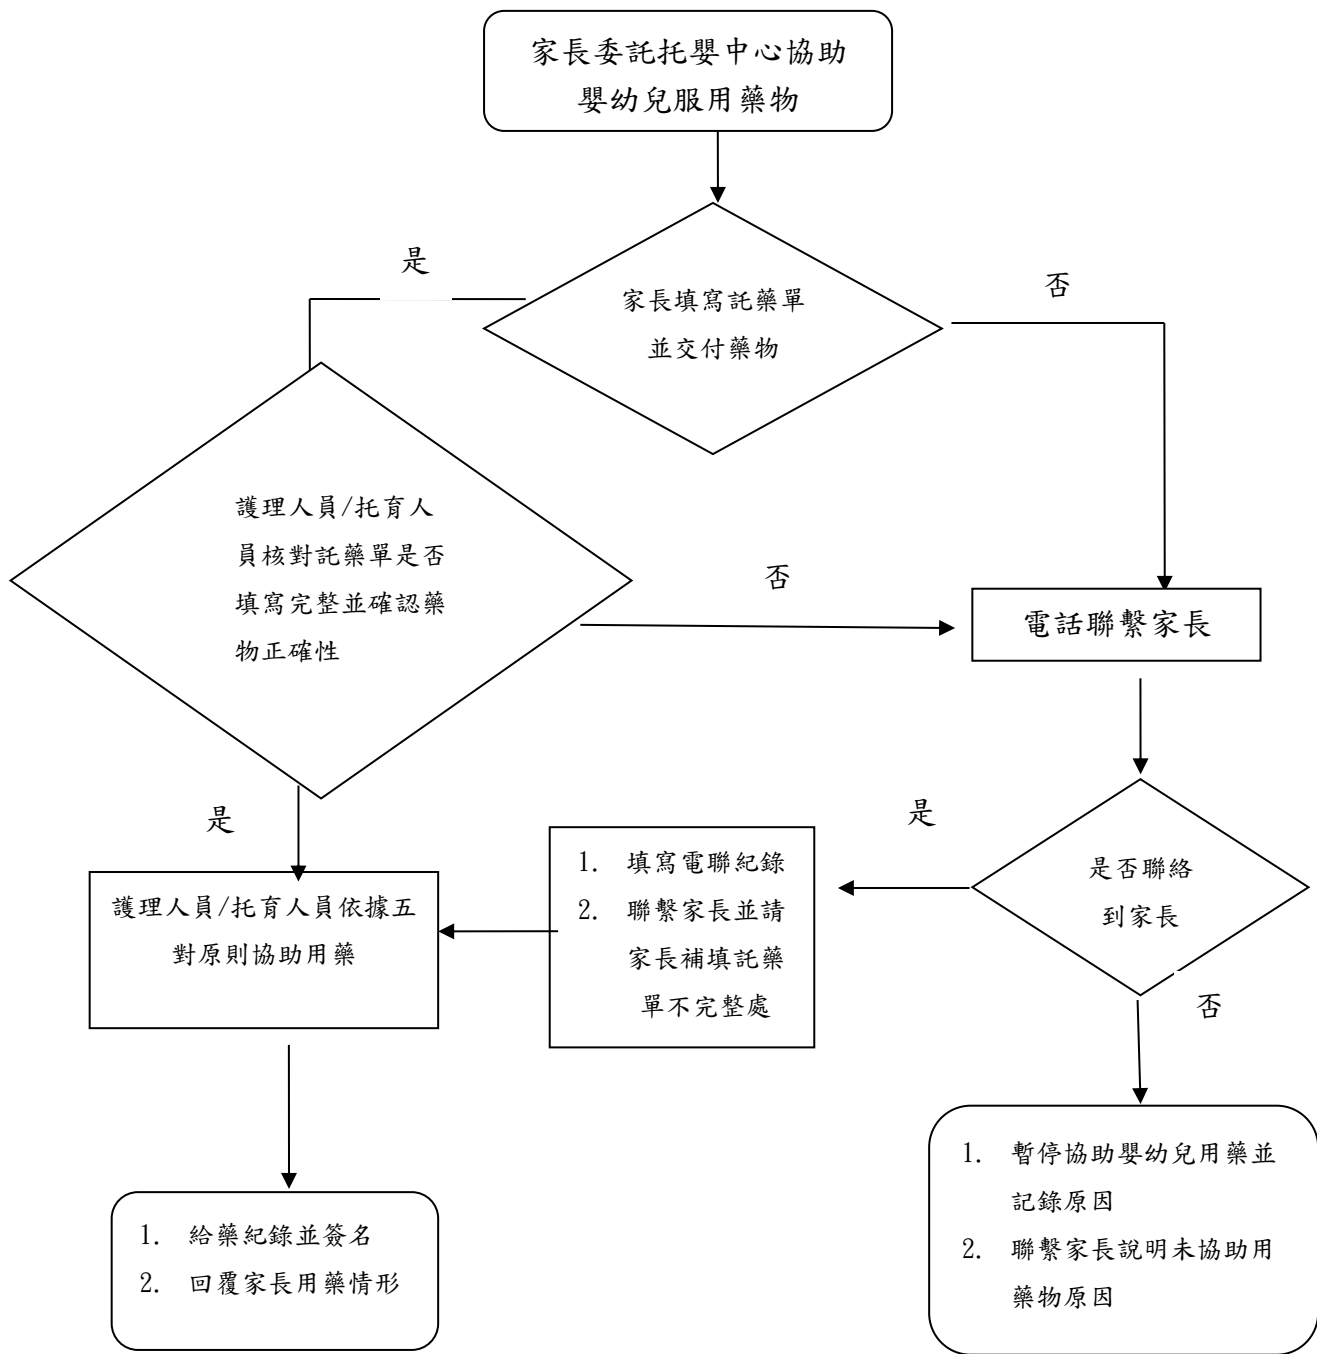 家長委託托嬰中心協助
嬰幼兒服用藥物
是
否
家長填寫託藥單
並交付藥物
護理人員/托育人
員核對託藥單是否
填寫完整並確認藥
物正確性
否
電話聯繫家長
是
是
1. 填寫電聯紀錄
2. 聯繫家長並請
家長補填託藥
單不完整處
是否聯絡
到家長
護理人員/托育人員依據五
對原則協助用藥
否
1. 暫停協助嬰幼兒用藥並
記錄原因
2. 聯繫家長說明未協助用
藥物原因
1. 給藥紀錄並簽名
2. 回覆家長用藥情形